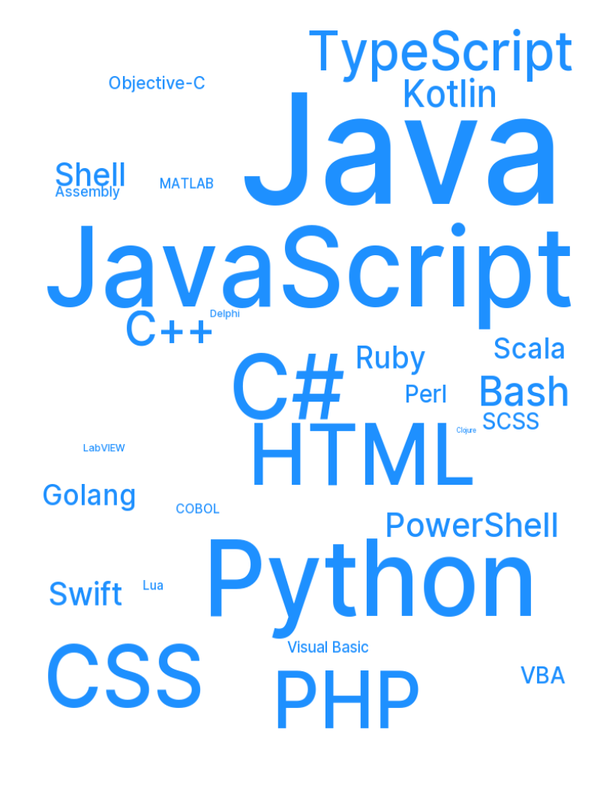 TypeScript
Objective-C
Kotlin
Java
Shell
MATLAB
Assembly
JavaScript
Delphi
C++
Scala
Ruby
C#
Perl
Bash
SCSS
Clojure
HTML
LabVIEW
Golang
COBOL
PowerShell
Python
Lua
Swift
Visual Basic
CSS
VBA
PHP